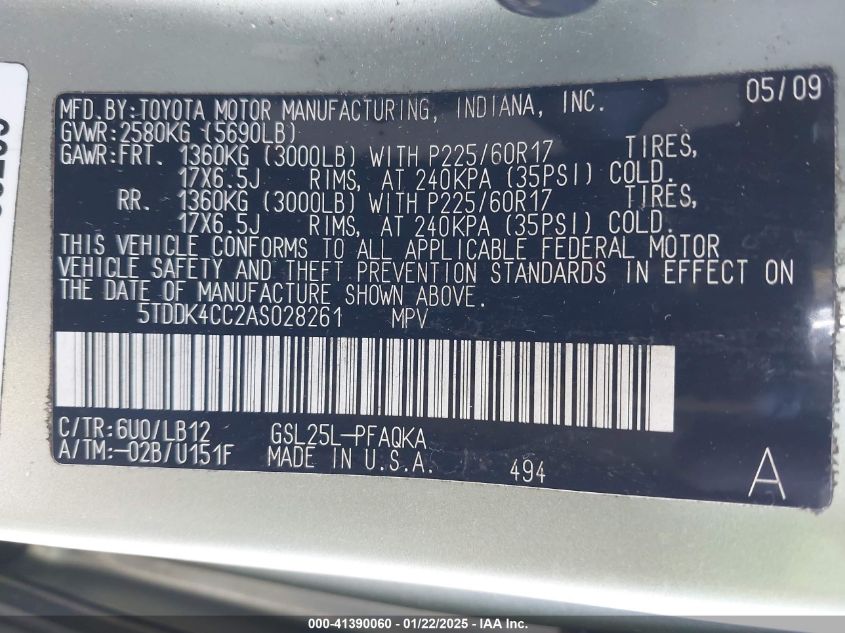 05/09
MFD. BY: TOYOTA MOTOR MANUFACTURING, INDIANA, INC.
GVWR: 2580KG (5690LB)
GAWR: FRT. 1360KG (3000LB) WITH P225/60R17 TIRES,
17X6.5J RIMS, AT 240KPA (35PSI) COLD.
RR. 1360KG (3000LB) WITH P225/60R17 TIRES,
17X6.5J RIMS, AT 240KPA (35PSI) COLD.
THIS VEHICLE CONFORMS TO ALL APPLICABLE FEDERAL MOTOR
VEHICLE SAFETY AND THEFT PREVENTION STANDARDS IN EFFECT ON
THE DATE OF MANUFACTURE SHOWN ABOVE.
5TDDK4CC2AS028261 MPV
C/TR: 6U0/LB12 GSL25L-PFAQKA
A/TM: -02B/U151F MADE IN U.S.A. 494 A
000-41390060 - 01/22/2025 - IAA Inc.